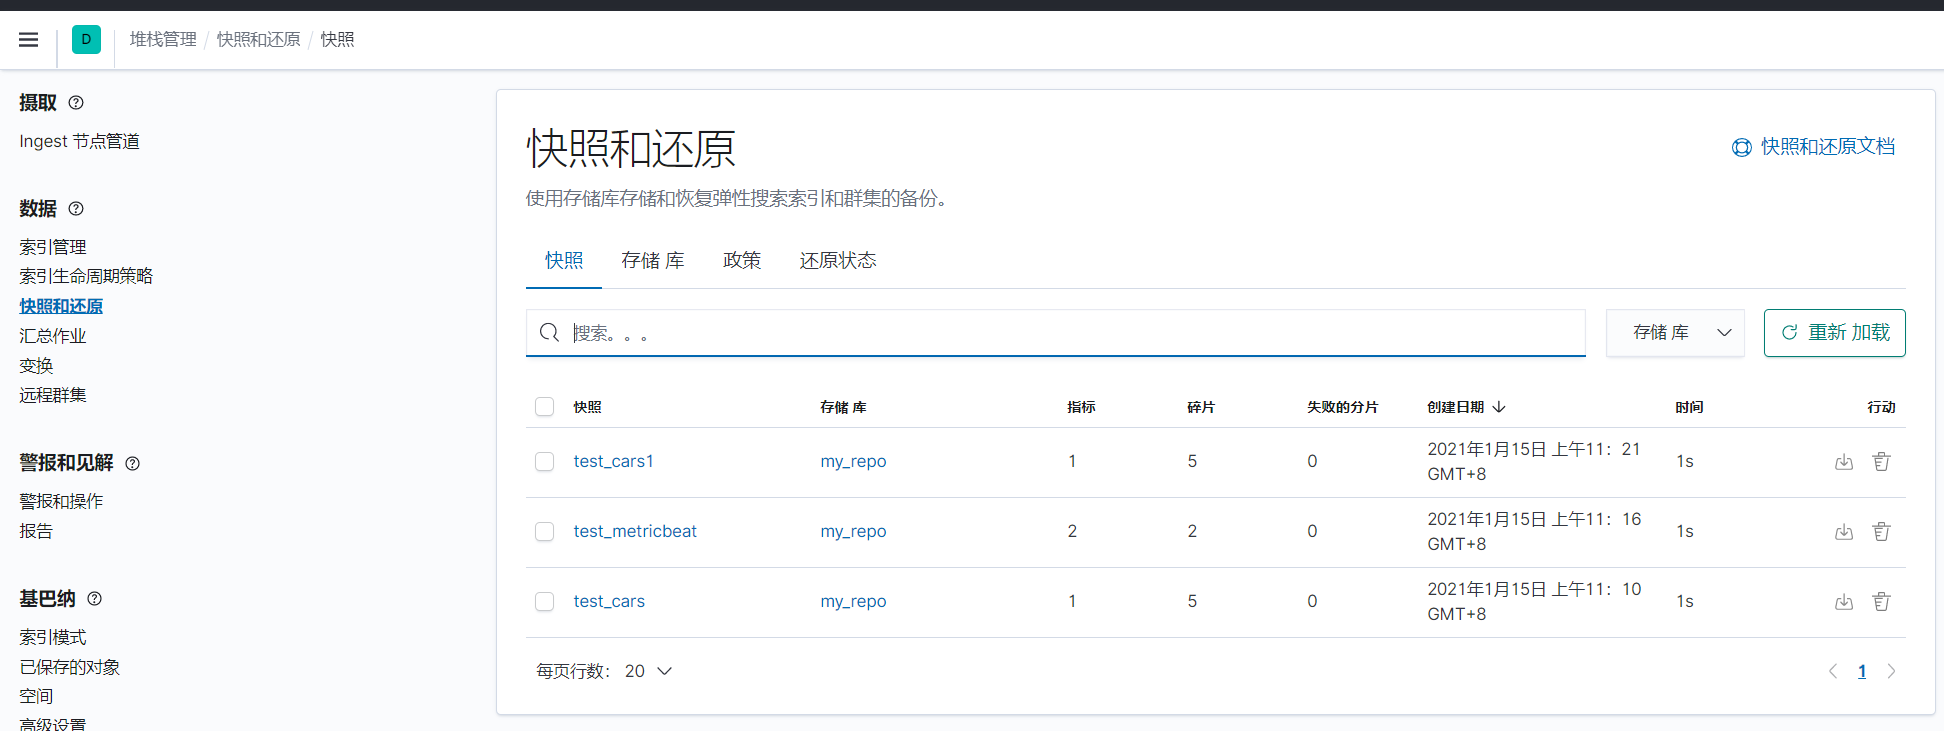 D 堆栈管理 / 快照和还原 / 快照
摄取
Ingest 节点管道
数据
索引管理
索引生命周期策略
快照和还原
汇总作业
变换
远程群集
警报和见解
警报和操作
报告
基巴纳
索引模式
已保存的对象
空间
高级设置
快照和还原
快照和还原文档
使用存储库存储和恢复弹性搜索索引和群集的备份。
快照 存储 库 政策 还原状态
搜索。。。 存储 库 重新 加载
快照 存储 库 指标 碎片 失败的分片 创建日期 时间 行动
test_cars1 my_repo 1 5 0 2021年1月15日 上午11：21 GMT+8 1s
test_metricbeat my_repo 2 2 0 2021年1月15日 上午11：16 GMT+8 1s
test_cars my_repo 1 5 0 2021年1月15日 上午11：10 GMT+8 1s
每页行数： 20 1